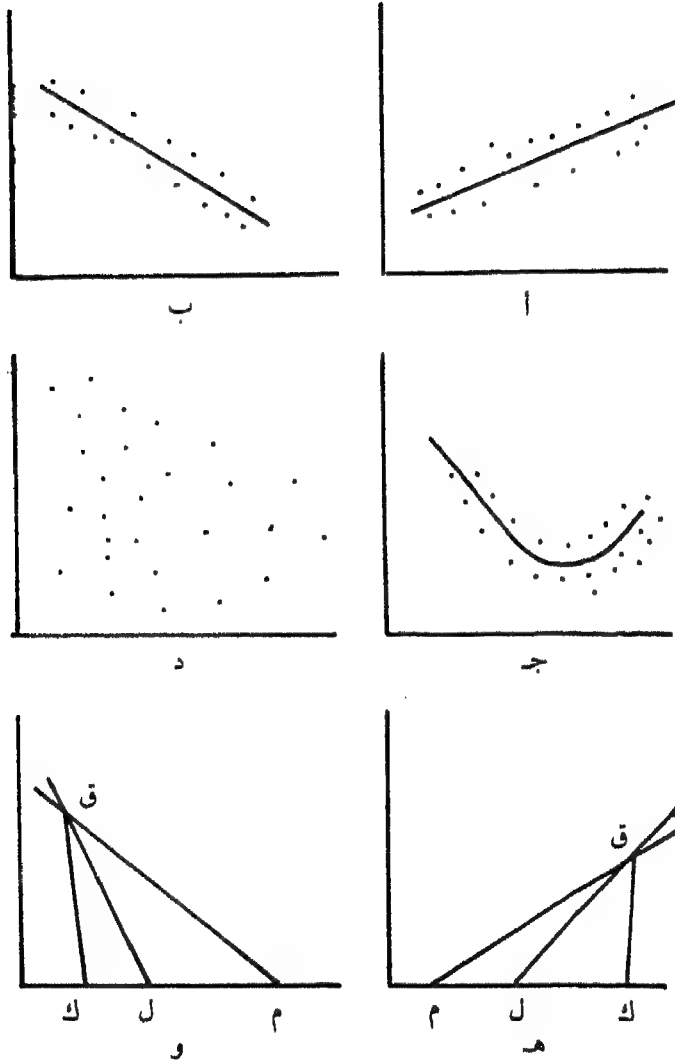 أ ب
جـ د
ق ق
م ل ك ك ل م
هـ و